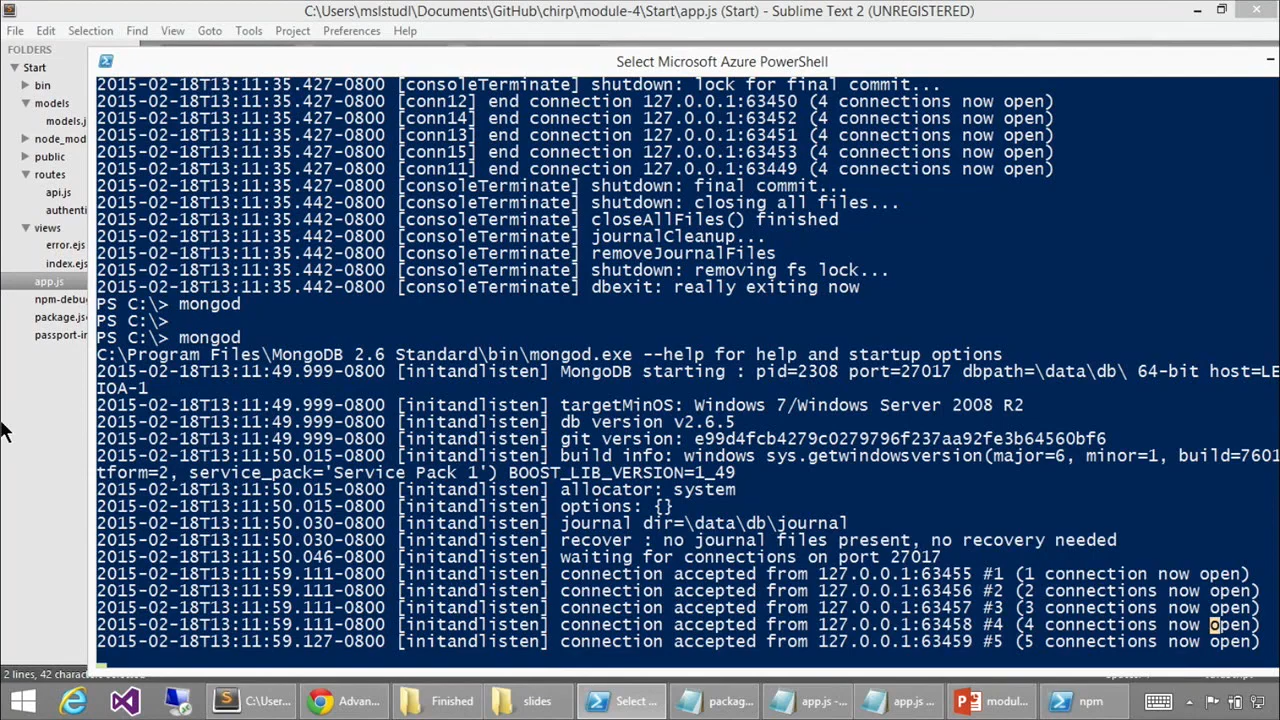 C:\Users\mslstudl\Documents\GitHub\chirp\module-4\Start\app.js (Start) - Sublime Text 2 (UNREGISTERED)
File Edit Selection Find View Goto Tools Project Preferences Help
FOLDERS
Start
bin
models
models.j
node_mod
public
routes
api.js
authenti
views
error.ejs
index.ejs
app.js
npm-debug
package.js
passport-in
Select Microsoft Azure PowerShell
2015-02-18T13:11:35.427-0800 [consoleTerminate] shutdown: lock for final commit...
2015-02-18T13:11:35.427-0800 [conn12] end connection 127.0.0.1:63450 (4 connections now open)
2015-02-18T13:11:35.427-0800 [conn14] end connection 127.0.0.1:63452 (4 connections now open)
2015-02-18T13:11:35.427-0800 [conn13] end connection 127.0.0.1:63451 (4 connections now open)
2015-02-18T13:11:35.427-0800 [conn15] end connection 127.0.0.1:63453 (4 connections now open)
2015-02-18T13:11:35.427-0800 [conn11] end connection 127.0.0.1:63449 (4 connections now open)
2015-02-18T13:11:35.427-0800 [consoleTerminate] shutdown: final commit...
2015-02-18T13:11:35.442-0800 [consoleTerminate] shutdown: closing all files...
2015-02-18T13:11:35.442-0800 [consoleTerminate] closeAllFiles() finished
2015-02-18T13:11:35.442-0800 [consoleTerminate] journalCleanup...
2015-02-18T13:11:35.442-0800 [consoleTerminate] removeJournalFiles
2015-02-18T13:11:35.442-0800 [consoleTerminate] shutdown: removing fs lock...
2015-02-18T13:11:35.442-0800 [consoleTerminate] dbexit: really exiting now
PS C:\> mongod
PS C:\>
PS C:\> mongod
C:\Program Files\MongoDB 2.6 Standard\bin\mongod.exe --help for help and startup options
2015-02-18T13:11:49.999-0800 [initandlisten] MongoDB starting : pid=2308 port=27017 dbpath=\data\db\ 64-bit host=LE
IOA-1
2015-02-18T13:11:49.999-0800 [initandlisten] targetMinOS: Windows 7/Windows Server 2008 R2
2015-02-18T13:11:49.999-0800 [initandlisten] db version v2.6.5
2015-02-18T13:11:49.999-0800 [initandlisten] git version: e99d4fcb4279c0279796f237aa92fe3b64560bf6
2015-02-18T13:11:50.015-0800 [initandlisten] build info: windows sys.getwindowsversion(major=6, minor=1, build=7601
tform=2, service_pack='Service Pack 1') BOOST_LIB_VERSION=1_49
2015-02-18T13:11:50.015-0800 [initandlisten] allocator: system
2015-02-18T13:11:50.015-0800 [initandlisten] options: {}
2015-02-18T13:11:50.030-0800 [initandlisten] journal dir=\data\db\journal
2015-02-18T13:11:50.030-0800 [initandlisten] recover : no journal files present, no recovery needed
2015-02-18T13:11:50.046-0800 [initandlisten] waiting for connections on port 27017
2015-02-18T13:11:59.111-0800 [initandlisten] connection accepted from 127.0.0.1:63455 #1 (1 connection now open)
2015-02-18T13:11:59.111-0800 [initandlisten] connection accepted from 127.0.0.1:63456 #2 (2 connections now open)
2015-02-18T13:11:59.111-0800 [initandlisten] connection accepted from 127.0.0.1:63457 #3 (3 connections now open)
2015-02-18T13:11:59.111-0800 [initandlisten] connection accepted from 127.0.0.1:63458 #4 (4 connections now open)
2015-02-18T13:11:59.127-0800 [initandlisten] connection accepted from 127.0.0.1:63459 #5 (5 connections now open)
2 lines, 42 characters
C:\Users... Advan... Finished slides Select ... packag... app.js -... app.js ... modul... npm